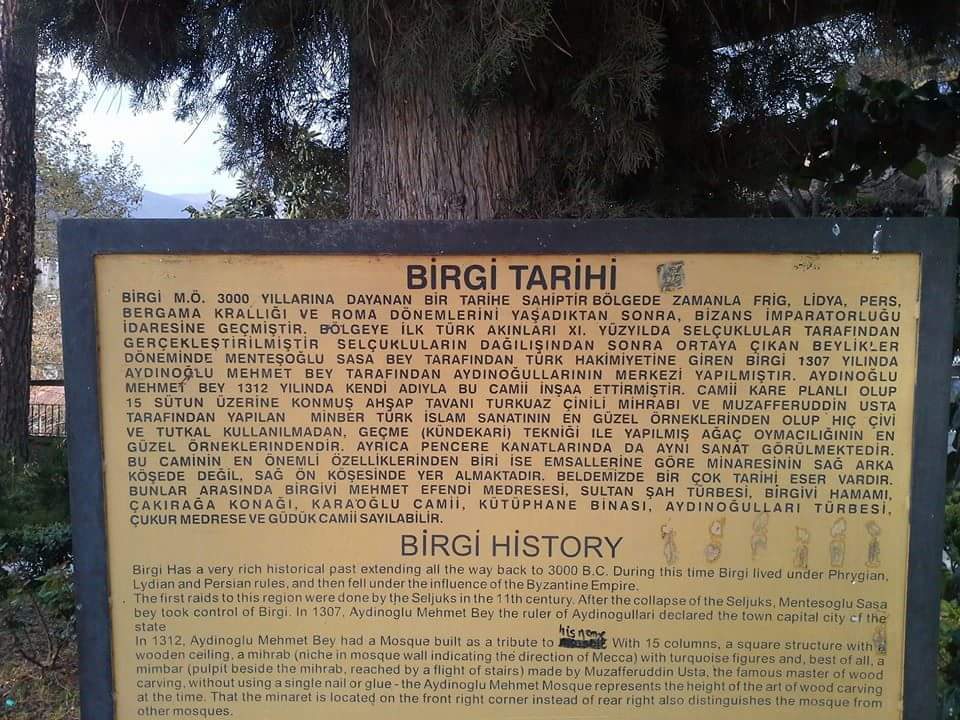 BİRGİ TARİHİ
BİRGİ M.Ö. 3000 YILLARINA DAYANAN BİR TARİHE SAHİPTİR BÖLGEDE ZAMANLA FRİG, LİDYA, PERS,
BERGAMA KRALLIĞI VE ROMA DÖNEMLERİNİ YAŞADIKTAN SONRA, BİZANS İMPARATORLUĞU
İDARESİNE GEÇMİŞTİR. BÖLGEYE İLK TÜRK AKINLARI XI. YÜZYILDA SELÇUKLULAR TARAFINDAN
GERÇEKLEŞTİRİLMİŞTİR SELÇUKLULARIN DAĞILIŞINDAN SONRA ORTAYA ÇIKAN BEYLİKLER
DÖNEMİNDE MENTEŞOĞLU SASA BEY TARAFINDAN TÜRK HAKİMİYETİNE GİREN BİRGİ 1307 YILINDA
AYDINOĞLU MEHMET BEY TARAFINDAN AYDINOĞULLARININ MERKEZİ YAPILMIŞTIR. AYDINOĞLU
MEHMET BEY 1312 YILINDA KENDİ ADIYLA BU CAMİİ İNŞAA ETTİRMİŞTİR. CAMİİ KARE PLANLI OLUP
15 SÜTUN ÜZERİNE KONMUŞ AHŞAP TAVANI TURKUAZ ÇİNİLİ MİHRABI VE MUZAFFERUDDİN USTA
TARAFINDAN YAPILAN MİNBER TÜRK İSLAM SANATININ EN GÜZEL ÖRNEKLERİNDEN OLUP HIÇ ÇİVİ
VE TUTKAL KULLANILMADAN, GEÇME (KÜNDEKARİ) TEKNİĞİ İLE YAPILMIŞ AĞAÇ OYMACILIĞININ EN
GÜZEL ÖRNEKLERİNDENDİR. AYRICA PENCERE KANATLARINDA DA AYNI SANAT GÖRÜLMEKTEDİR.
BU CAMİNİN EN ÖNEMLİ ÖZELLİKLERİNDEN BİRİ İSE EMSALLERİNE GÖRE MİNARESİNİN SAĞ ARKA
KÖŞEDE DEĞİL, SAĞ ÖN KÖŞESİNDE YER ALMAKTADIR. BELDEMİZDE BİR ÇOK TARİHİ ESER VARDIR.
BUNLAR ARASINDA BİRGİVİ MEHMET EFENDİ MEDRESESİ, SULTAN ŞAH TÜRBESİ, BİRGİVİ HAMAMI,
ÇAKIRAĞA KONAĞI, KARAOĞLU CAMİİ, KÜTÜPHANE BİNASI, AYDINOĞULLARI TÜRBESİ,
ÇUKUR MEDRESE VE GÜDÜK CAMİİ SAYILABİLİR.
BİRGİ HİSTORY
Birgi Has a very rich historical past extending all the way back to 3000 B.C. During this time Birgi lived under Phrygian,
Lydian and Persian rules, and then fell under the influence of the Byzantine Empire.
The first raids to this region were done by the Seljuks in the 11th century. After the collapse of the Seljuks, Mentesoglu Sasa
bey took control of Birgi. In 1307, Aydinoglu Mehmet Bey the ruler of Aydinogullari declared the town capital city of the
state
In 1312, Aydinoglu Mehmet Bey had a Mosque built as a tribute to his name With 15 columns, a square structure with
wooden ceiling, a mihrab (niche in mosque wall indicating the direction of Mecca) with turquoise figures and, best of all, a
mimbar (pulpit beside the mihrab, reached by a flight of stairs) made by Muzafferuddin Usta, the famous master of wood
carving, without using a single nail or glue - the Aydinoglu Mehmet Mosque represents the height of the art of wood carving
at the time. That the minaret is located on the front right corner instead of rear right also distinguishes the mosque from
other mosques.